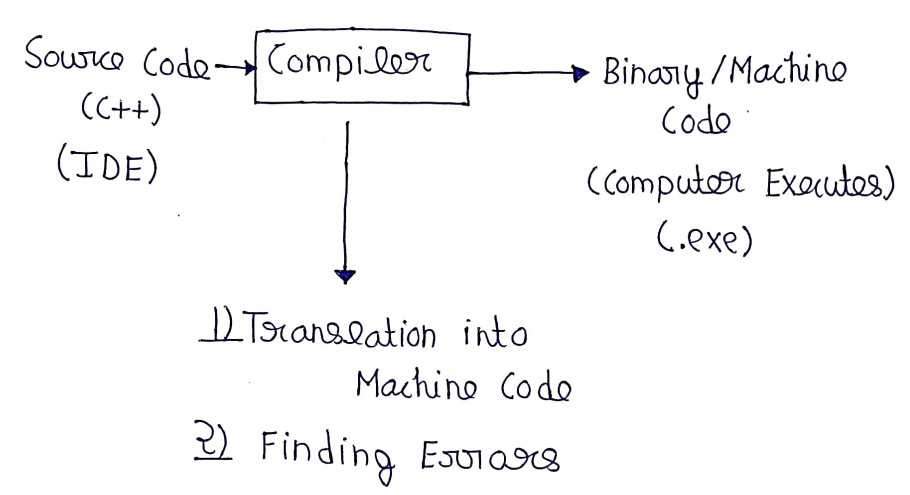 Source Code
(C++)
(IDE)
Compiler
Binary/Machine
Code
(Computer Executes)
(.exe)
1) Translation into
Machine Code
2) Finding Errors